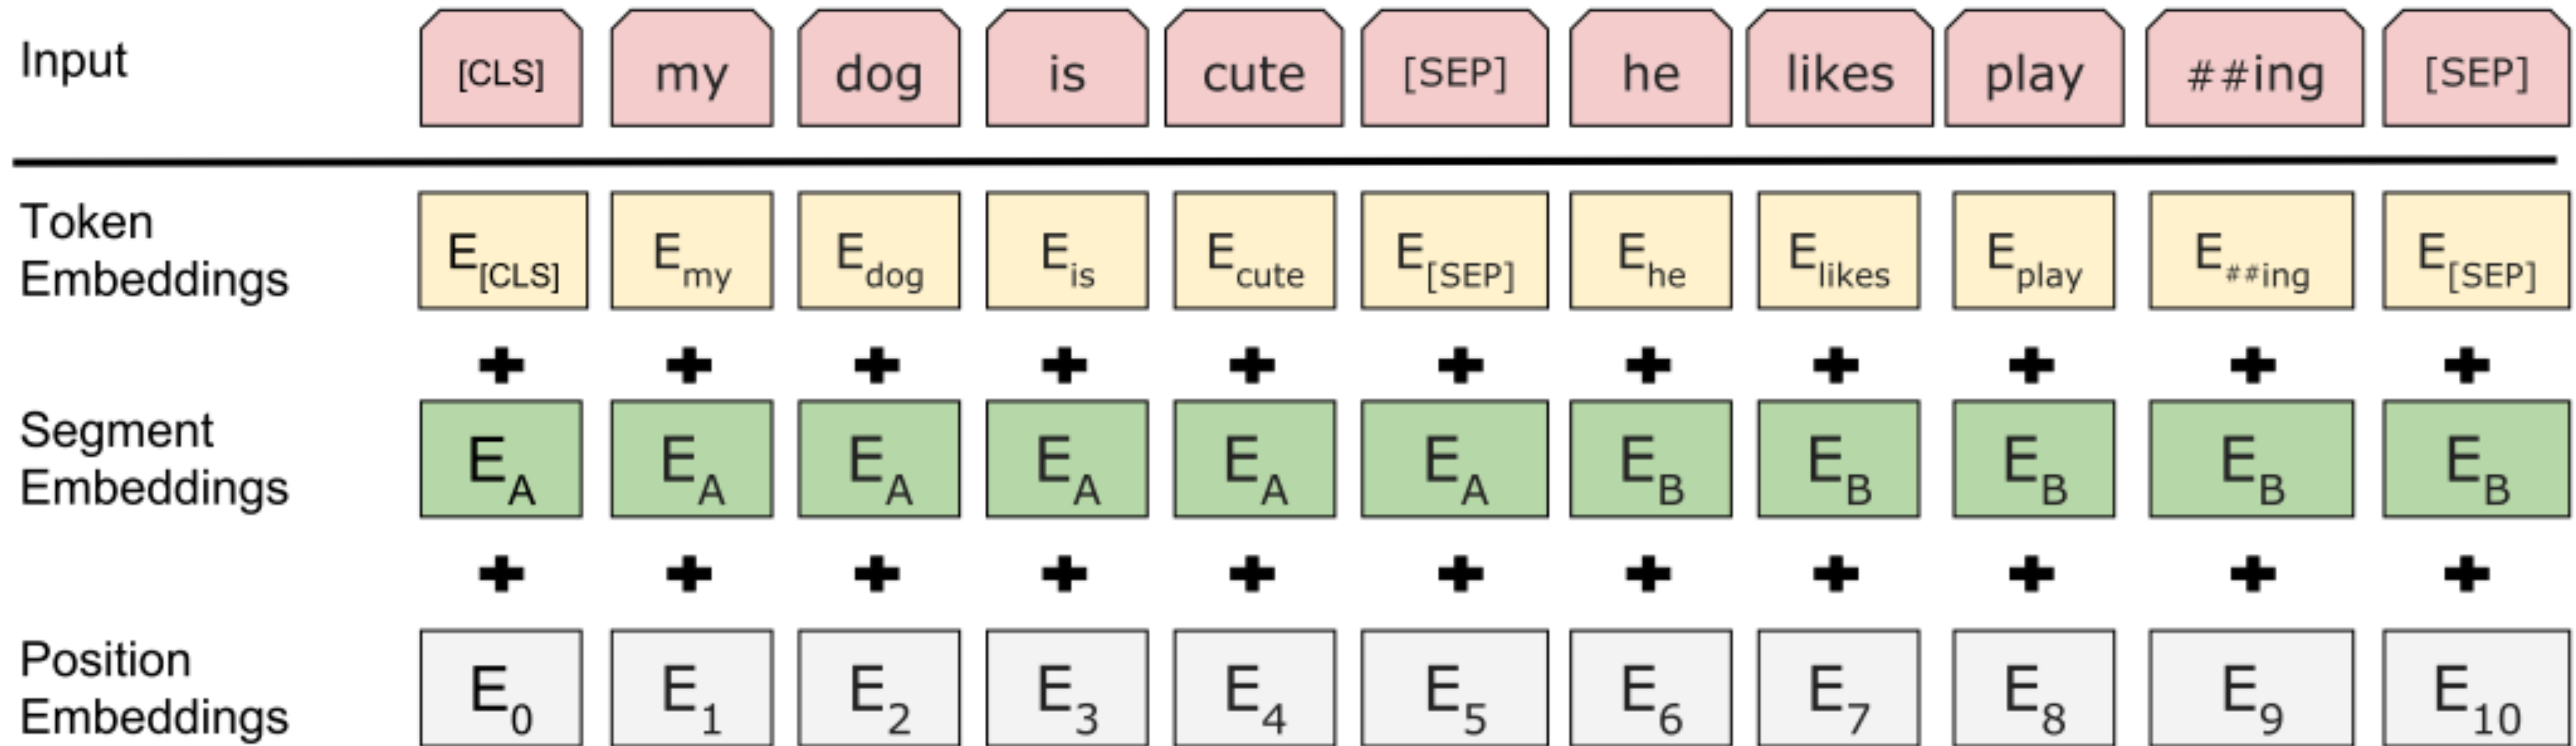 Input [CLS] my dog is cute [SEP] he likes play ##ing [SEP]
Token
Embeddings
E[CLS] Emy Edog Eis Ecute E[SEP] Ehe Elikes Eplay E##ing E[SEP]
+ + + + + + + + + + +
Segment
Embeddings
EA EA EA EA EA EA EB EB EB EB EB
+ + + + + + + + + + +
Position
Embeddings
E0 E1 E2 E3 E4 E5 E6 E7 E8 E9 E10